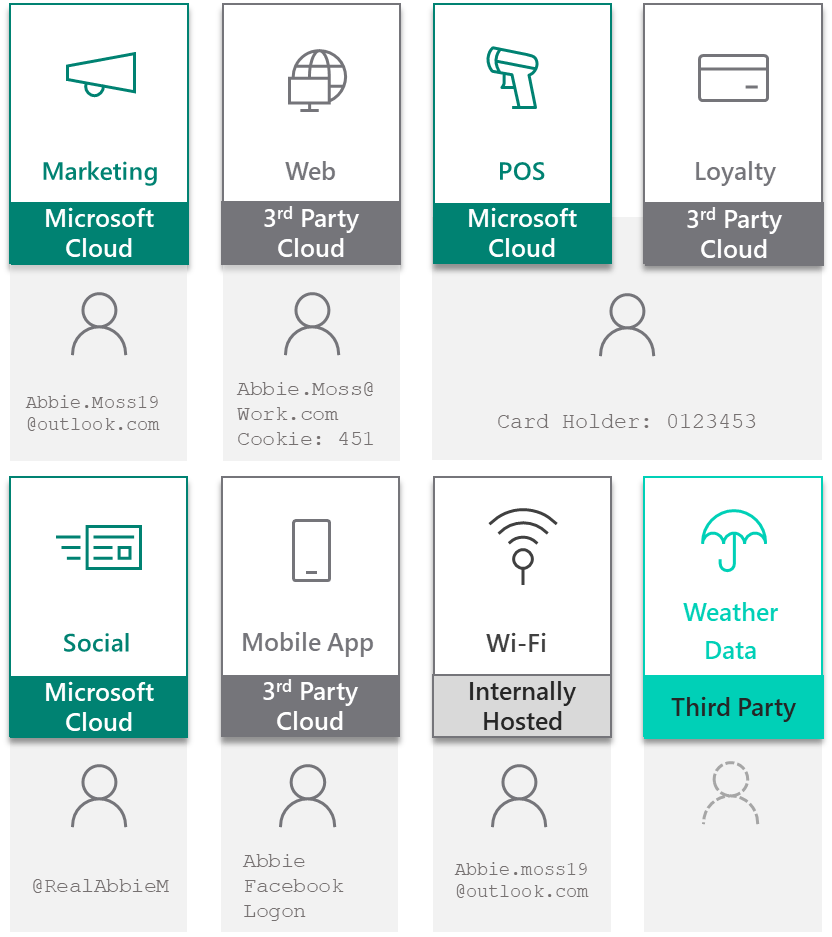 Marketing
Microsoft
Cloud
Web
3rd Party
Cloud
POS
Microsoft
Cloud
Loyalty
3rd Party
Cloud
Abbie.Moss19
@outlook.com
Abbie.Moss@
Work.com
Cookie: 451
Card Holder: 0123453
Social
Microsoft
Cloud
Mobile App
3rd Party
Cloud
Wi-Fi
Internally
Hosted
Weather
Data
Third Party
@RealAbbieM
Abbie
Facebook
Logon
Abbie.moss19
@outlook.com